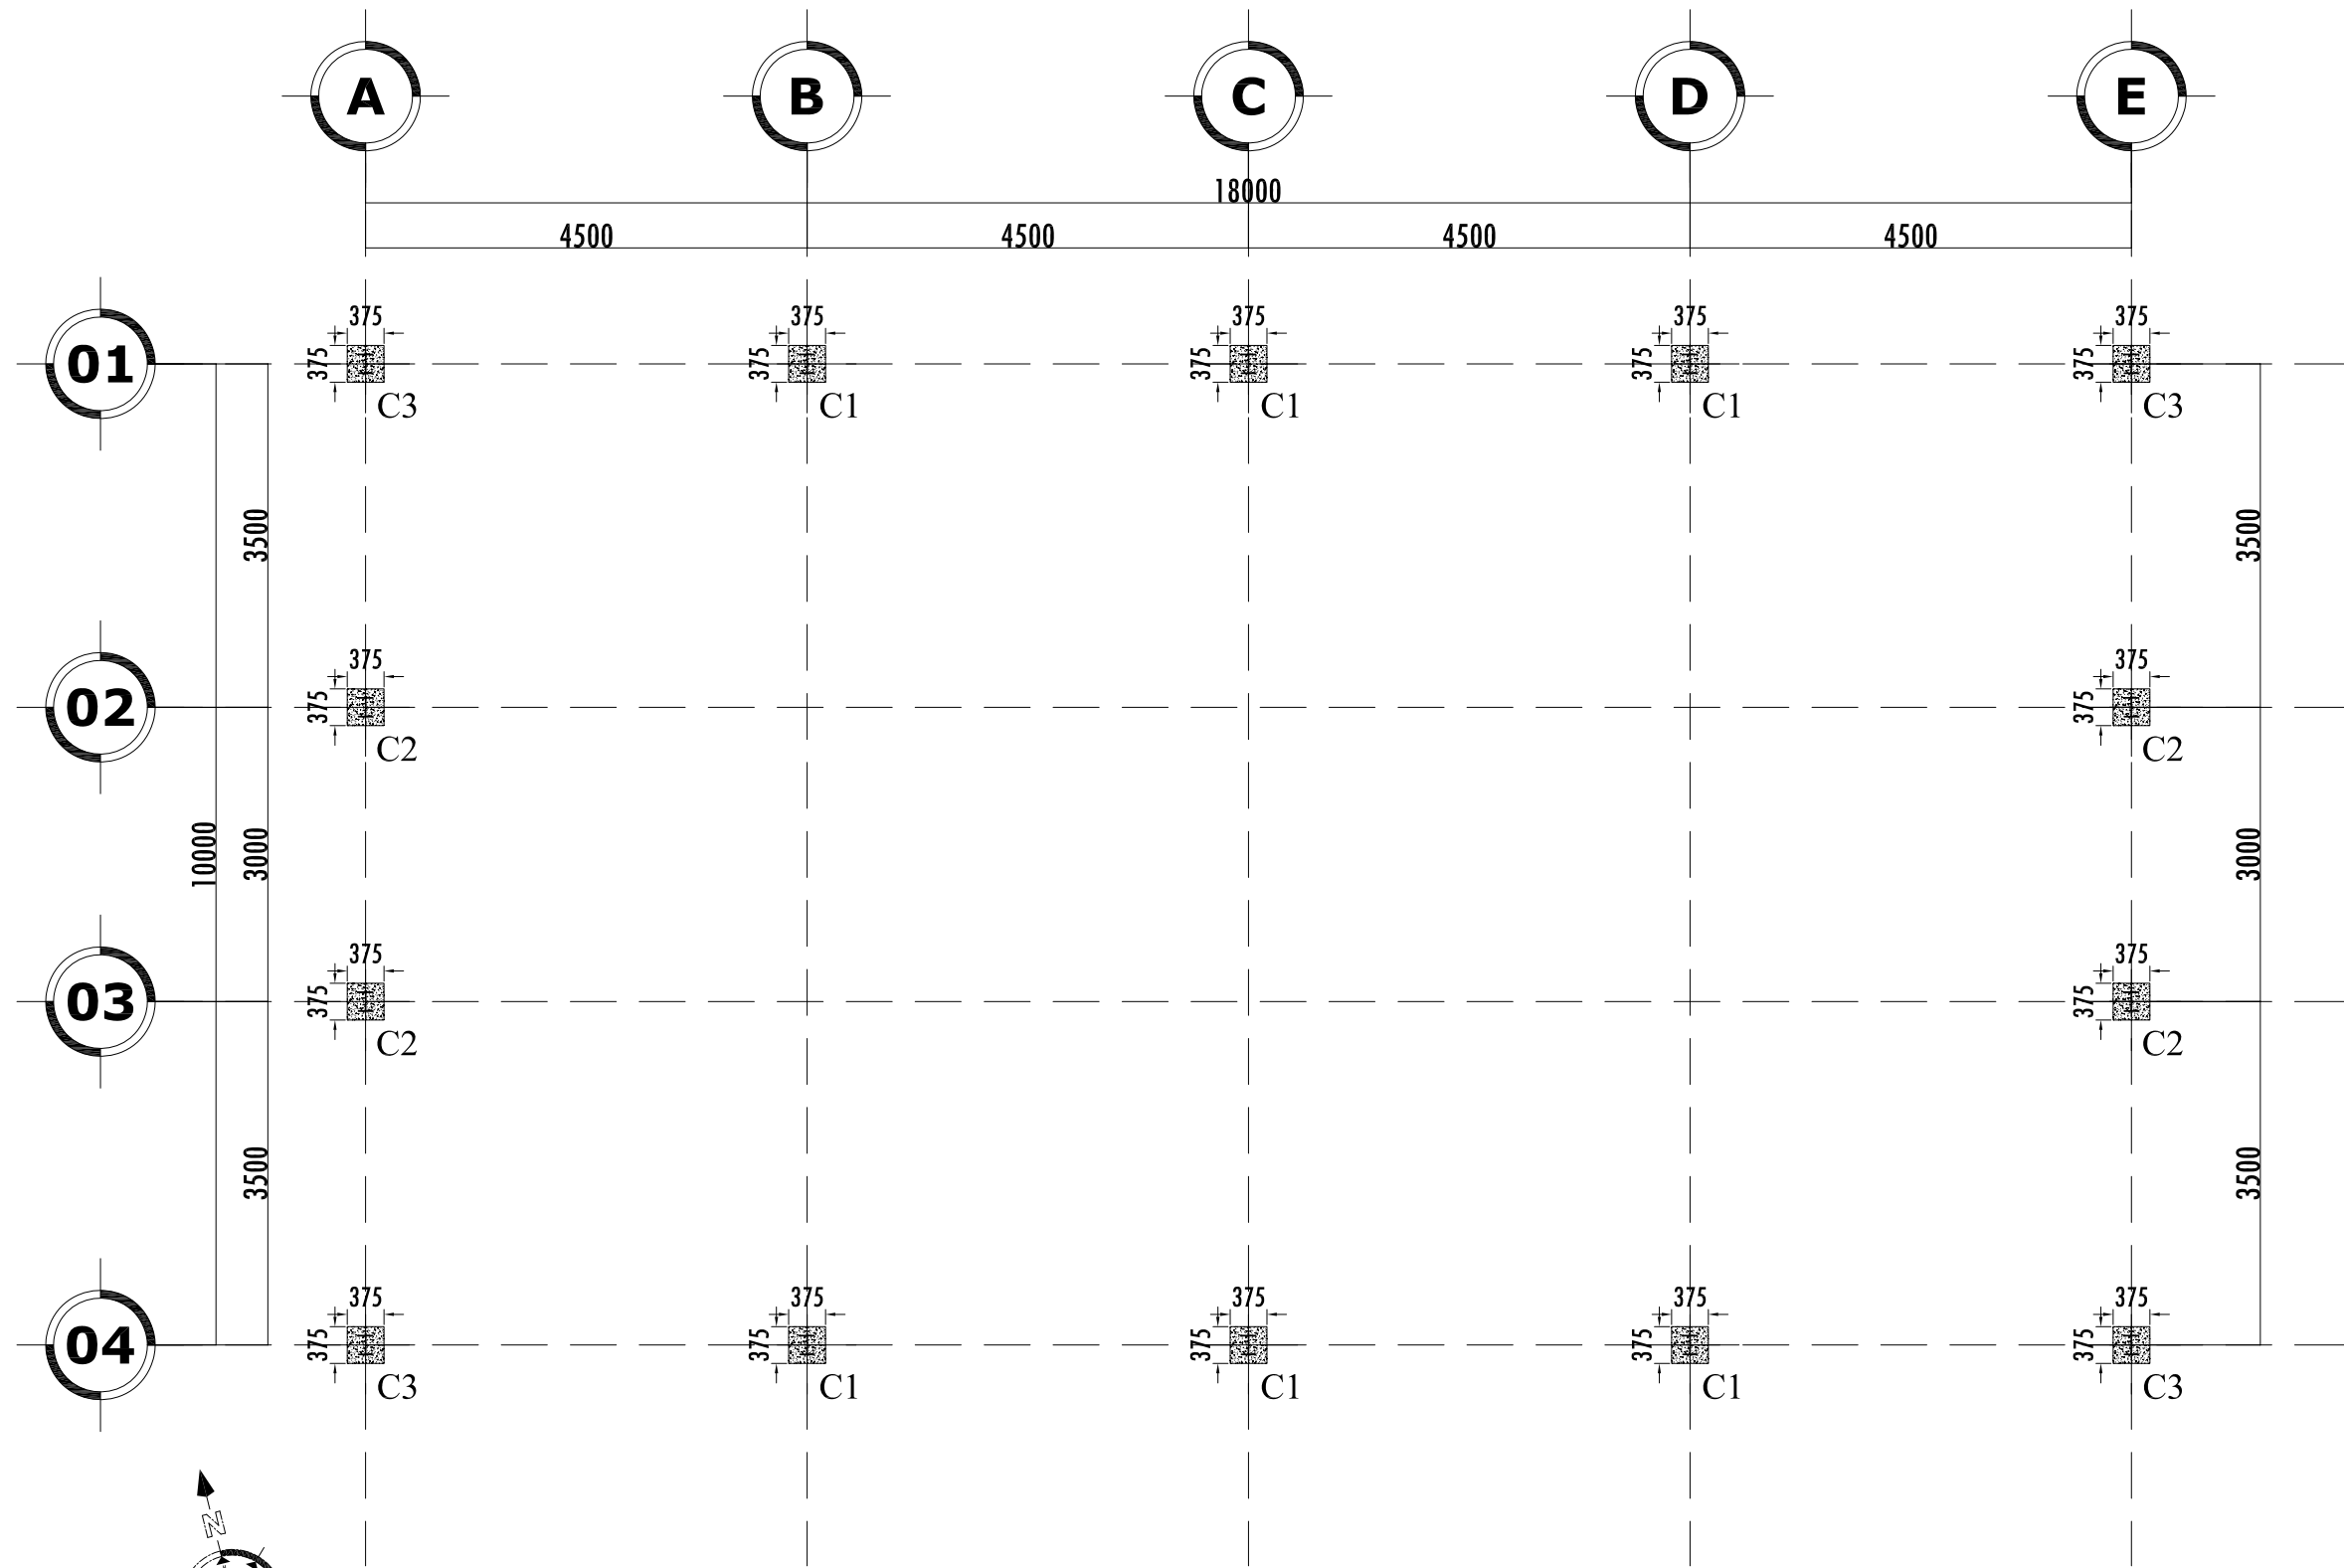 A B C D E
18000
4500 4500 4500 4500
375 375 375 375 375
01 375 375 375 375 375
C3 C1 C1 C1 C3
3500 3500
375 375
02 375 375
C2 C2
10000 3000 3000
375 375
03 375 375
C2 C2
3500 3500
375 375 375 375 375
04 375 375 375 375 375
C3 C1 C1 C1 C3
N